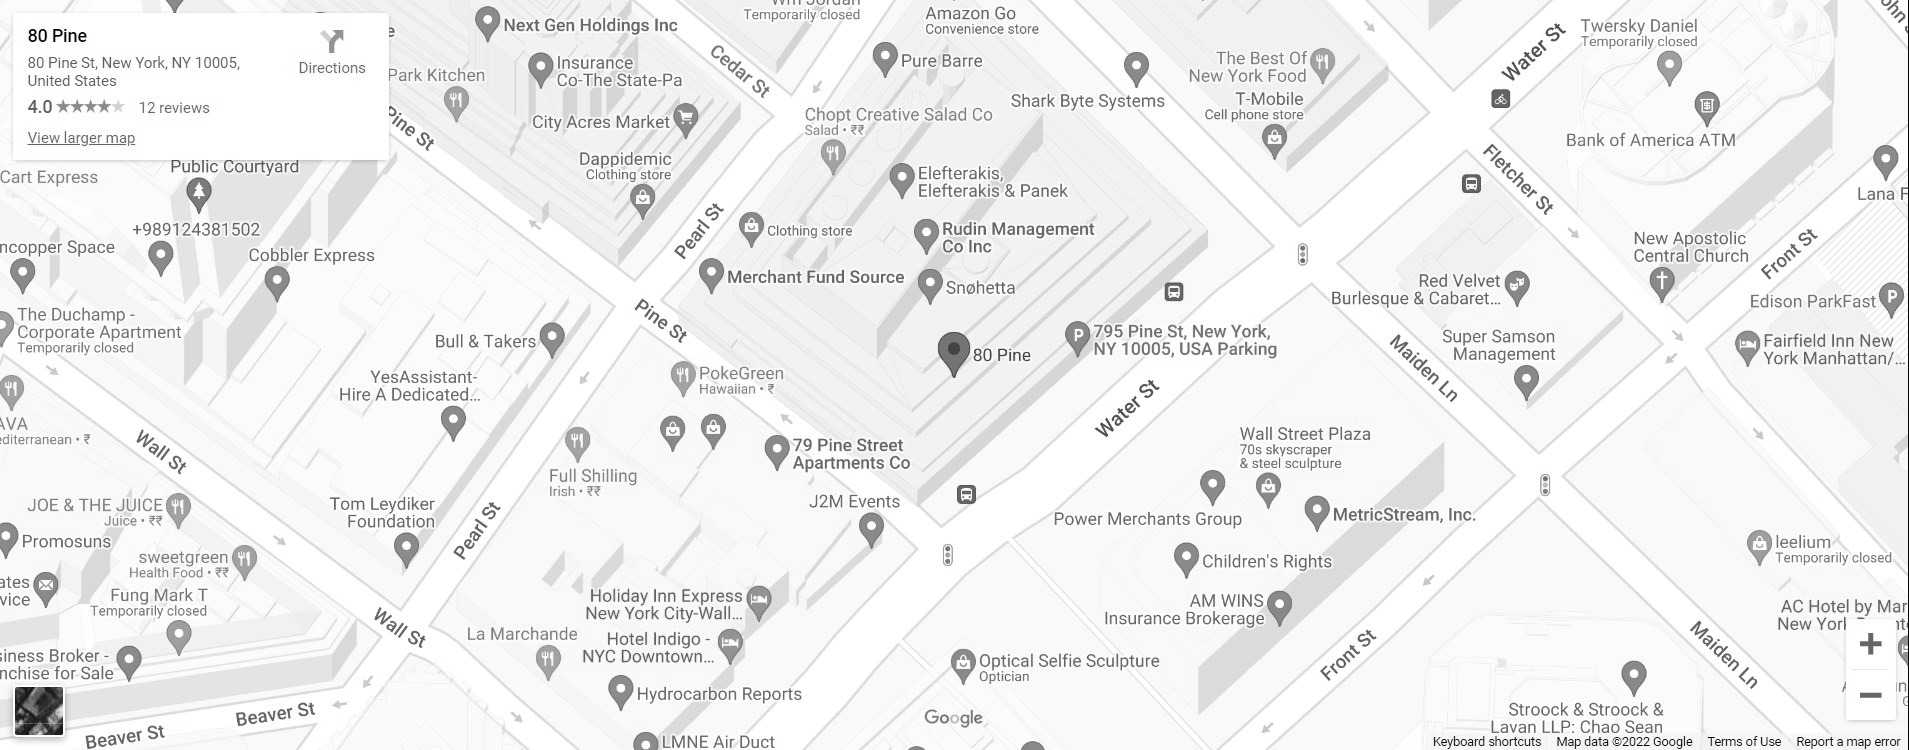 80 Pine
80 Pine St, New York, NY 10005,
United States
4.0
12 reviews
View larger map
Directions
Next Gen Holdings Inc
Temporarily closed
Amazon Go
Convenience store
Twersky Daniel
Temporarily closed
Water St
Insurance
Co-The State-Pa
Park Kitchen
Cedar St
Pure Barre
Shark Byte Systems
The Best Of
New York Food
T-Mobile
Cell phone store
Bank of America ATM
City Acres Market
Chopt Creative Salad Co
Salad • ₹₹
Pine St
Public Courtyard
Cart Express
Dappidemic
Clothing store
Elefterakis,
Elefterakis & Panek
Fletcher St
Lana F
+989124381502
ncopper Space
Cobbler Express
Pearl St
Clothing store
Rudin Management
Co Inc
New Apostolic
Central Church
Front St
Merchant Fund Source
Snøhetta
Red Velvet
Burlesque & Cabaret...
Edison ParkFast
The Duchamp -
Corporate Apartment
Temporarily closed
Bull & Takers
Pine St
80 Pine
795 Pine St, New York,
NY 10005, USA Parking
Maiden Ln
Super Samson
Management
Fairfield Inn New
York Manhattan/...
YesAssistant-
Hire A Dedicated...
PokeGreen
Hawaiian • ₹
Water St
AVA
editerranean • ₹
Wall St
Full Shilling
Irish • ₹₹
79 Pine Street
Apartments Co
Wall Street Plaza
70s skyscraper
& steel sculpture
JOE & THE JUICE
Juice • ₹₹
Tom Leydiker
Foundation
Pearl St
J2M Events
Power Merchants Group
MetricStream, Inc.
Promosuns
sweetgreen
Health Food • ₹₹
Children's Rights
leelium
Temporarily closed
ates
vice
Fung Mark T
Temporarily closed
Wall St
Holiday Inn Express
New York City-Wall...
AM WINS
Insurance Brokerage
AC Hotel by Mar
New York
La Marchande
Hotel Indigo -
NYC Downtown...
Front St
Maiden Ln
siness Broker -
nchise for Sale
Optical Selfie Sculpture
Optician
Hydrocarbon Reports
Beaver St
Beaver St
Google
Stroock & Stroock &
Lavan LLP: Chao Sean
LMNE Air Duct
Keyboard shortcuts
Map data ©2022 Google
Terms of Use
Report a map error